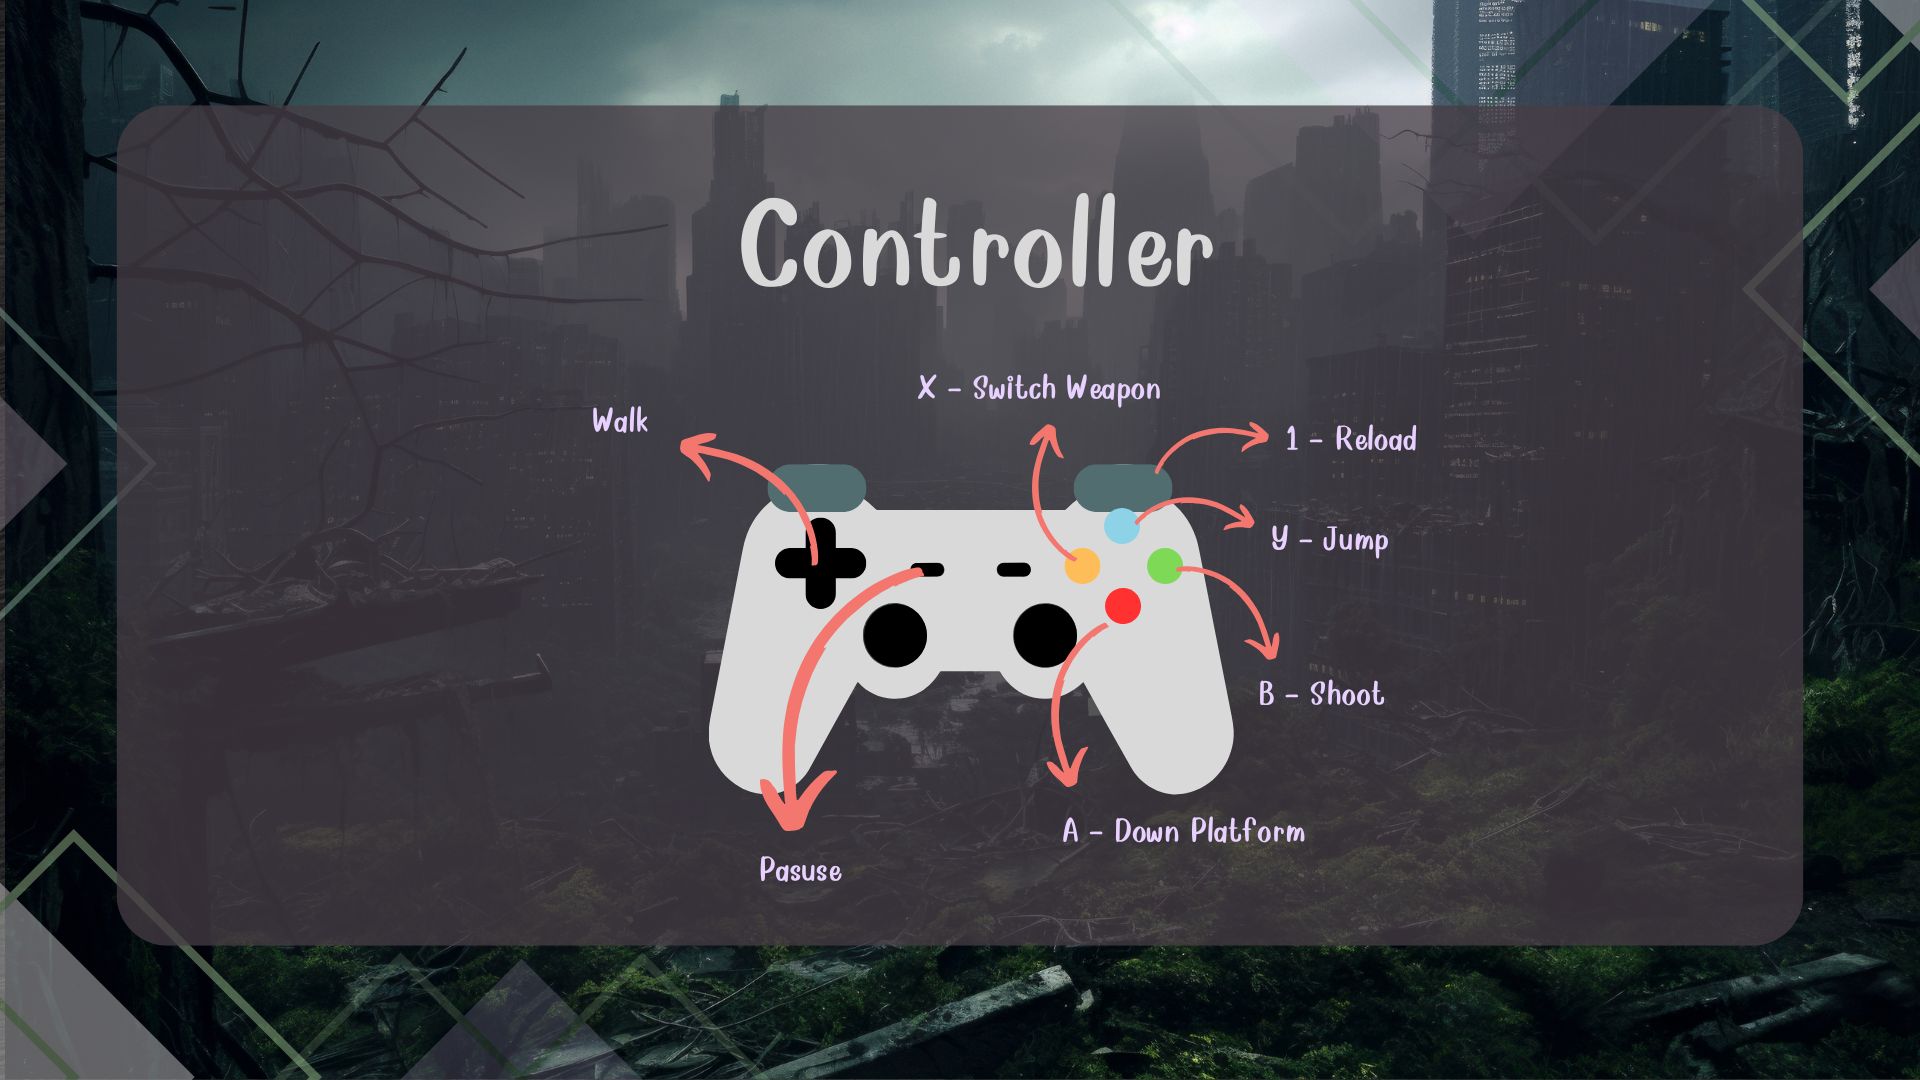 Controller
X - Switch Weapon
Walk
1 - Reload
Y - Jump
B - Shoot
A - Down Platform
Pasuse